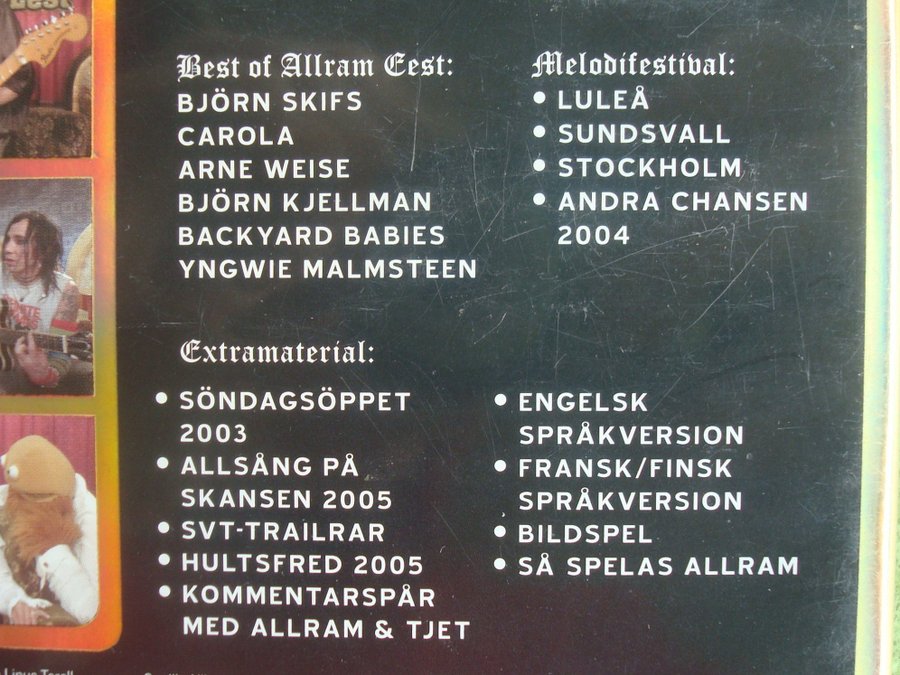 Best of Allram Eest:
BJÖRN SKIFS
CAROLA
ARNE WEISE
BJÖRN KJELLMAN
BACKYARD BABIES
YNGWIE MALMSTEEN
Melodifestival:
• LULEÅ
• SUNDSVALL
• STOCKHOLM
• ANDRA CHANSEN
2004
Extramaterial:
• SÖNDAGSÖPPET
2003
• ALLSÅNG PÅ
SKANSEN 2005
• SVT-TRAILRAR
• HULTSFRED 2005
• KOMMENTARSPÅR
MED ALLRAM & TJET
• ENGELSK
SPRÅKVERSION
• FRANSK/FINSK
SPRÅKVERSION
• BILDSPEL
• SÅ SPELAS ALLRAM